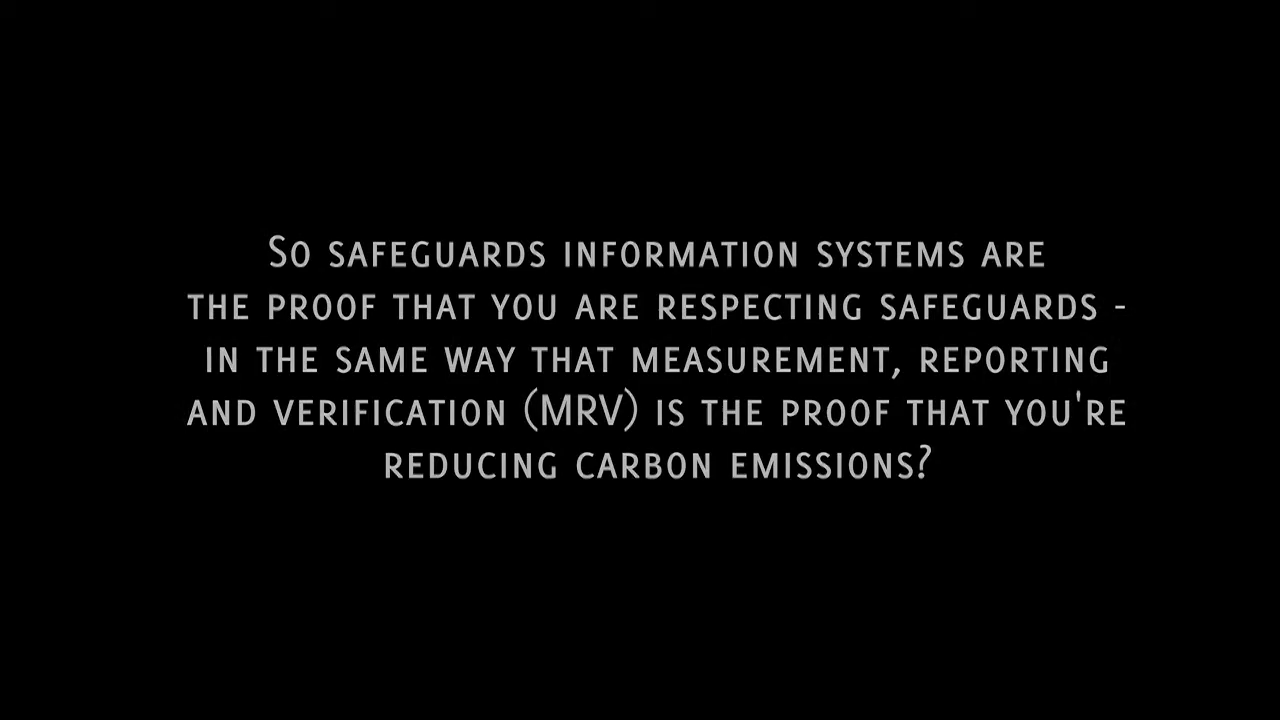 So safeguards information systems are
the proof that you are respecting safeguards -
in the same way that measurement, reporting
and verification (MRV) is the proof that you're
reducing carbon emissions?